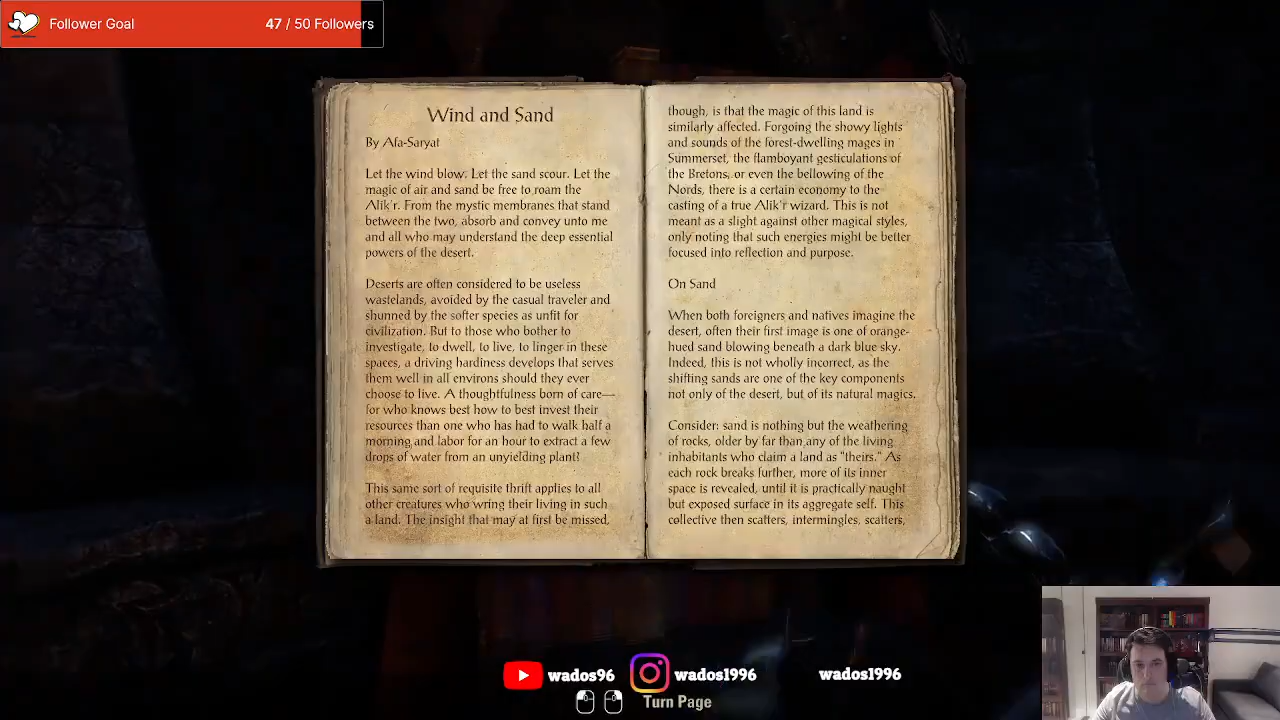 Follower Goal
47 / 50 Followers
Wind and Sand
By Afa-Saryat
Let the wind blow. Let the sand scour. Let the
magic of air and sand be free to roam the
Alik'r. From the mystic membranes that stand
between the two, absorb and convey unto me
and all who may understand the deep essential
powers of the desert.
Deserts are often considered to be useless
wastelands, avoided by the casual traveler and
shunned by the softer species as unfit for
civilization. But to those who bother to
investigate, to dwell, to live, to linger in these
spaces, a driving hardiness develops that serves
them well in all environs should they ever
choose to live. A thoughtfulness born of care—
for who knows best how to best invest their
resources than one who has had to walk half a
morning and labor for an hour to extract a few
drops of water from an unyielding plant?
This same sort of requisite thrift applies to all
other creatures who wring their living in such
a land. The insight that may at first be missed,
though, is that the magic of this land is
similarly affected. Forgoing the showy lights
and sounds of the forest-dwelling mages in
Summerset, the flamboyant gesticulations of
the Bretons, or even the bellowing of the
Nords, there is a certain economy to the
casting of a true Alik'r wizard. This is not
meant as a slight against other magical styles,
only noting that such energies might be better
focused into reflection and purpose.
On Sand
When both foreigners and natives imagine the
desert, often their first image is one of orange-
hued sand blowing beneath a dark blue sky.
Indeed, this is not wholly incorrect, as the
shifting sands are one of the key components
not only of the desert, but of its natural magics.
Consider: sand is nothing but the weathering
of rocks, older by far than any of the living
inhabitants who claim a land as "theirs." As
each rock breaks further, more of its inner
space is revealed, until it is practically naught
but exposed surface in its aggregate self. This
collective then scatters, intermingles, scatters,
wados96
wados1996
wados1996
Turn Page